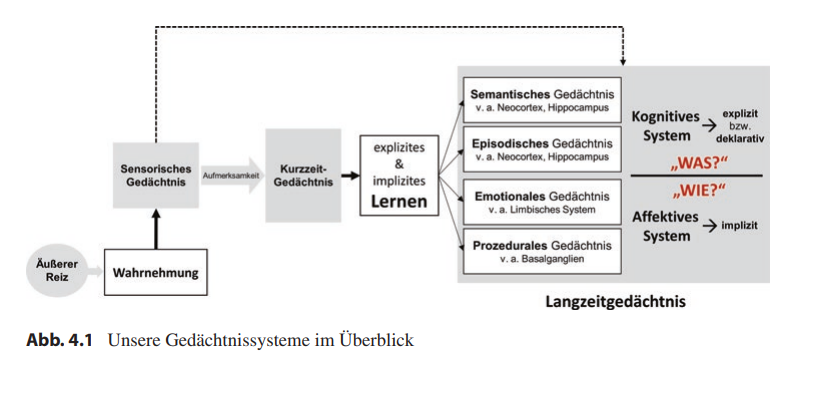 Äußerer
Reiz
Wahrnehmung
Sensorisches
Gedächtnis
Aufmerksamkeit
Kurzzeit-
Gedächtnis
explizites
&
implizites
Lernen
Semantisches Gedächtnis
v. a. Neocortex, Hippocampus
Episodisches Gedächtnis
v. a. Neocortex, Hippocampus
Emotionales Gedächtnis
v. a. Limbisches System
Prozedurales Gedächtnis
v. a. Basalganglien
Kognitives
System
explizit
bzw.
deklarativ
„WAS?“
„WIE?“
Affektives
System
implizit
Langzeitgedächtnis
Abb. 4.1 Unsere Gedächtnissysteme im Überblick